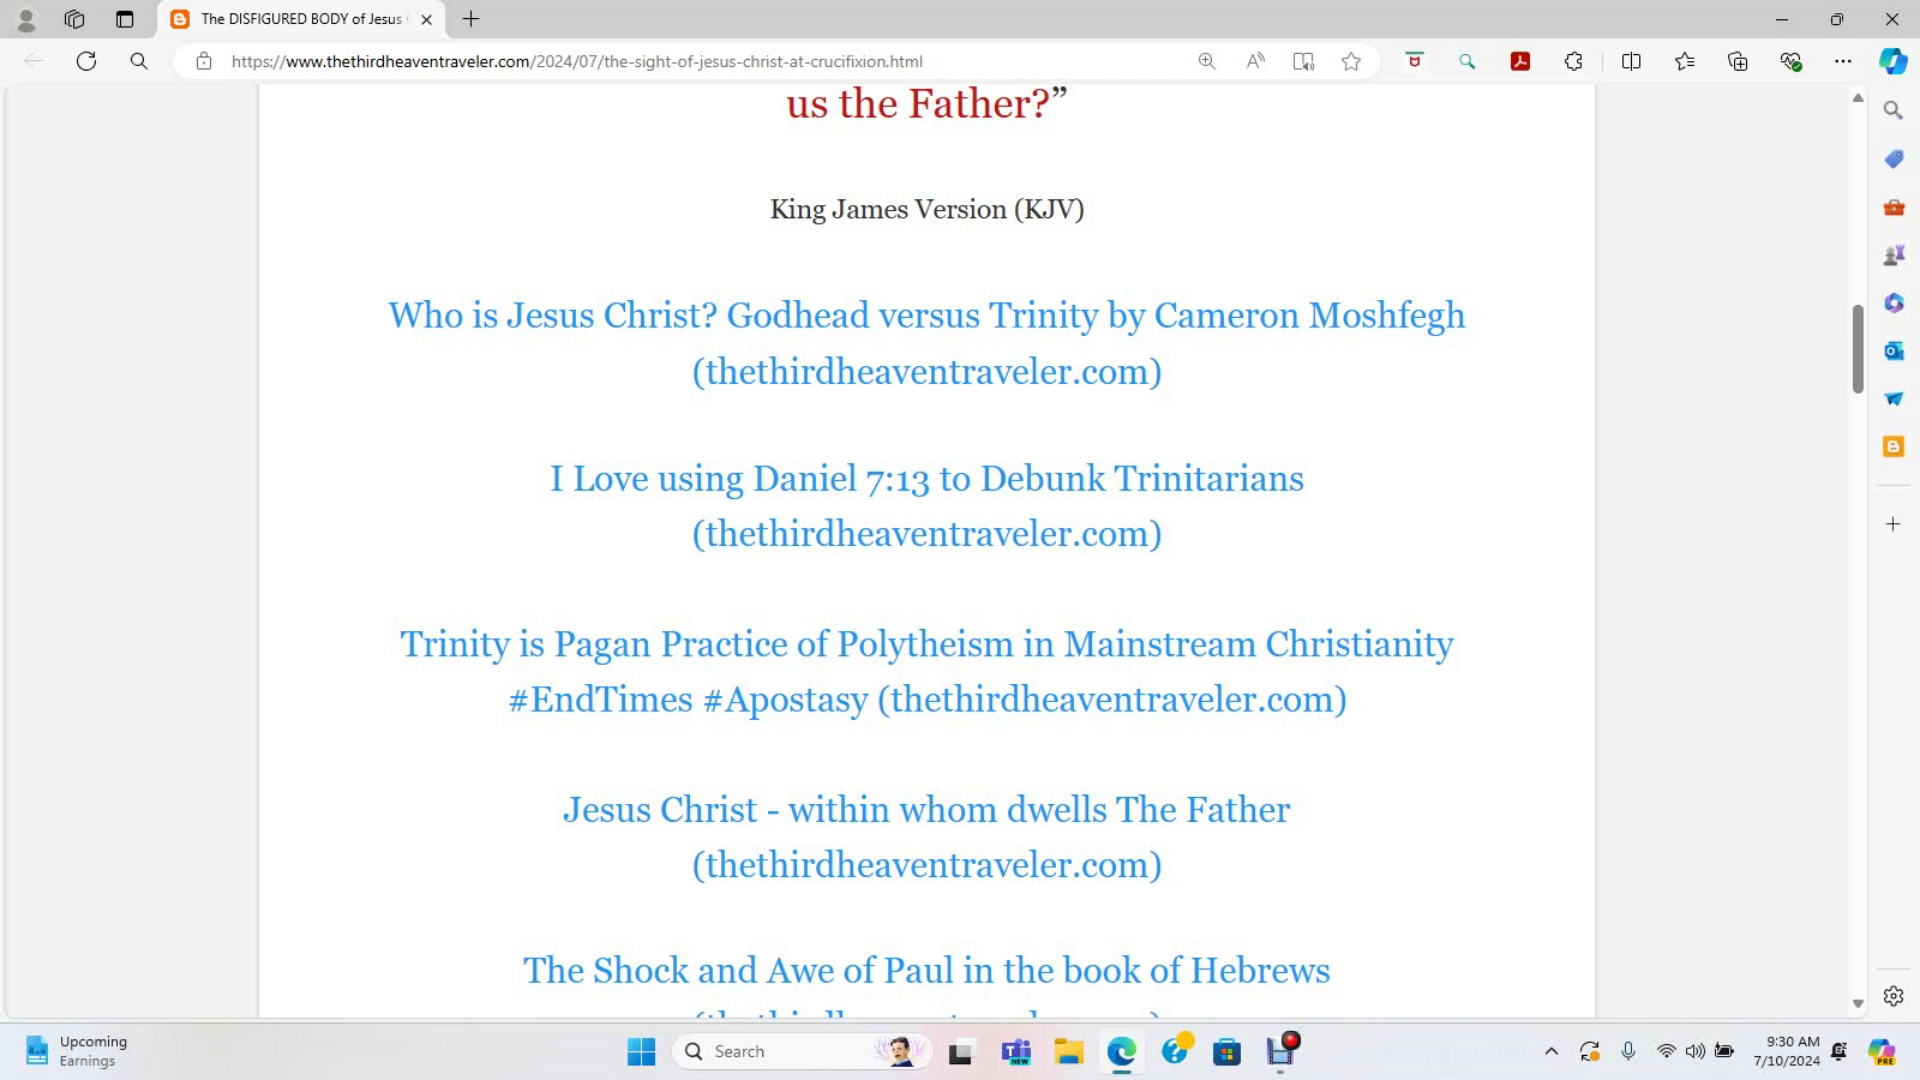 The DISFIGURED BODY of Jesus
https://www.thethirdheaventraveler.com/2024/07/the-sight-of-jesus-christ-at-crucifixion.html
us the Father?”
King James Version (KJV)
Who is Jesus Christ? Godhead versus Trinity by Cameron Moshfegh
(thethirdheaventraveler.com)
I Love using Daniel 7:13 to Debunk Trinitarians
(thethirdheaventraveler.com)
Trinity is Pagan Practice of Polytheism in Mainstream Christianity
#EndTimes #Apostasy (thethirdheaventraveler.com)
Jesus Christ - within whom dwells The Father
(thethirdheaventraveler.com)
The Shock and Awe of Paul in the book of Hebrews
Upcoming
Earnings
Search
NEW
9:30 AM
7/10/2024
PRE